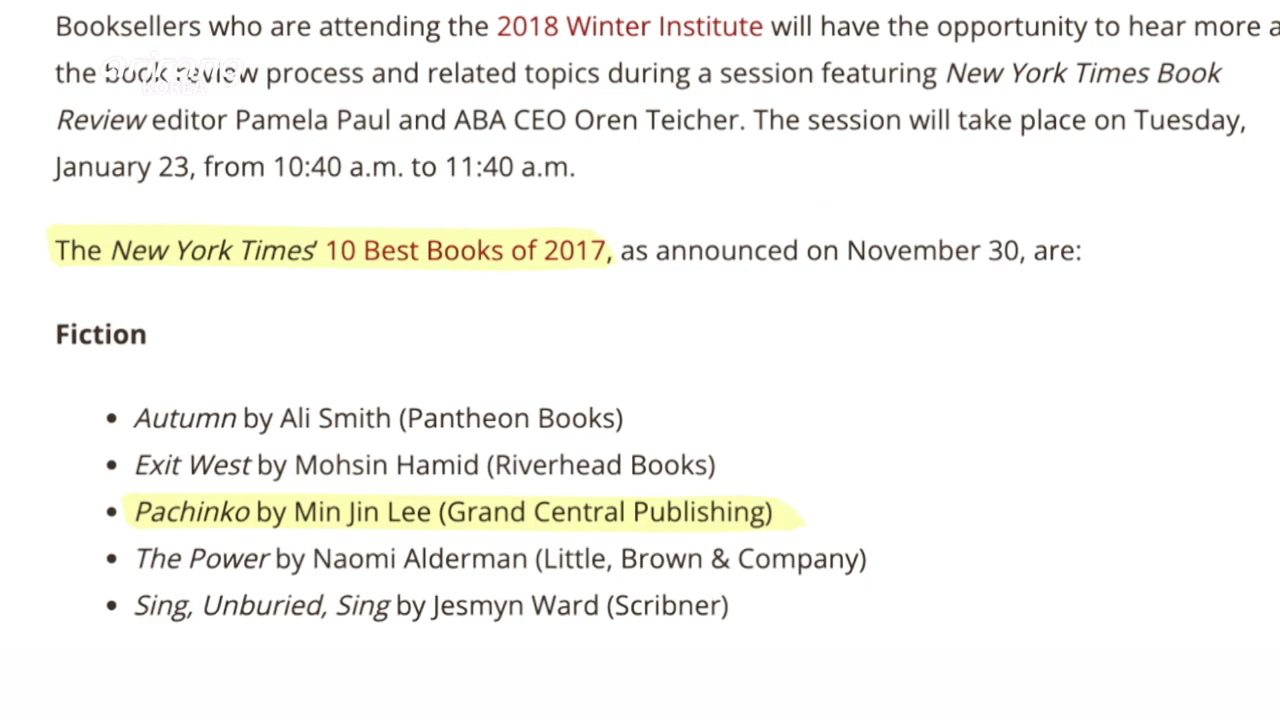 Booksellers who are attending the 2018 Winter Institute will have the opportunity to hear more a
the book review process and related topics during a session featuring New York Times Book
Review editor Pamela Paul and ABA CEO Oren Teicher. The session will take place on Tuesday,
January 23, from 10:40 a.m. to 11:40 a.m.
The New York Times' 10 Best Books of 2017, as announced on November 30, are:
Fiction
• Autumn by Ali Smith (Pantheon Books)
• Exit West by Mohsin Hamid (Riverhead Books)
• Pachinko by Min Jin Lee (Grand Central Publishing)
• The Power by Naomi Alderman (Little, Brown & Company)
• Sing, Unburied, Sing by Jesmyn Ward (Scribner)
KOREA